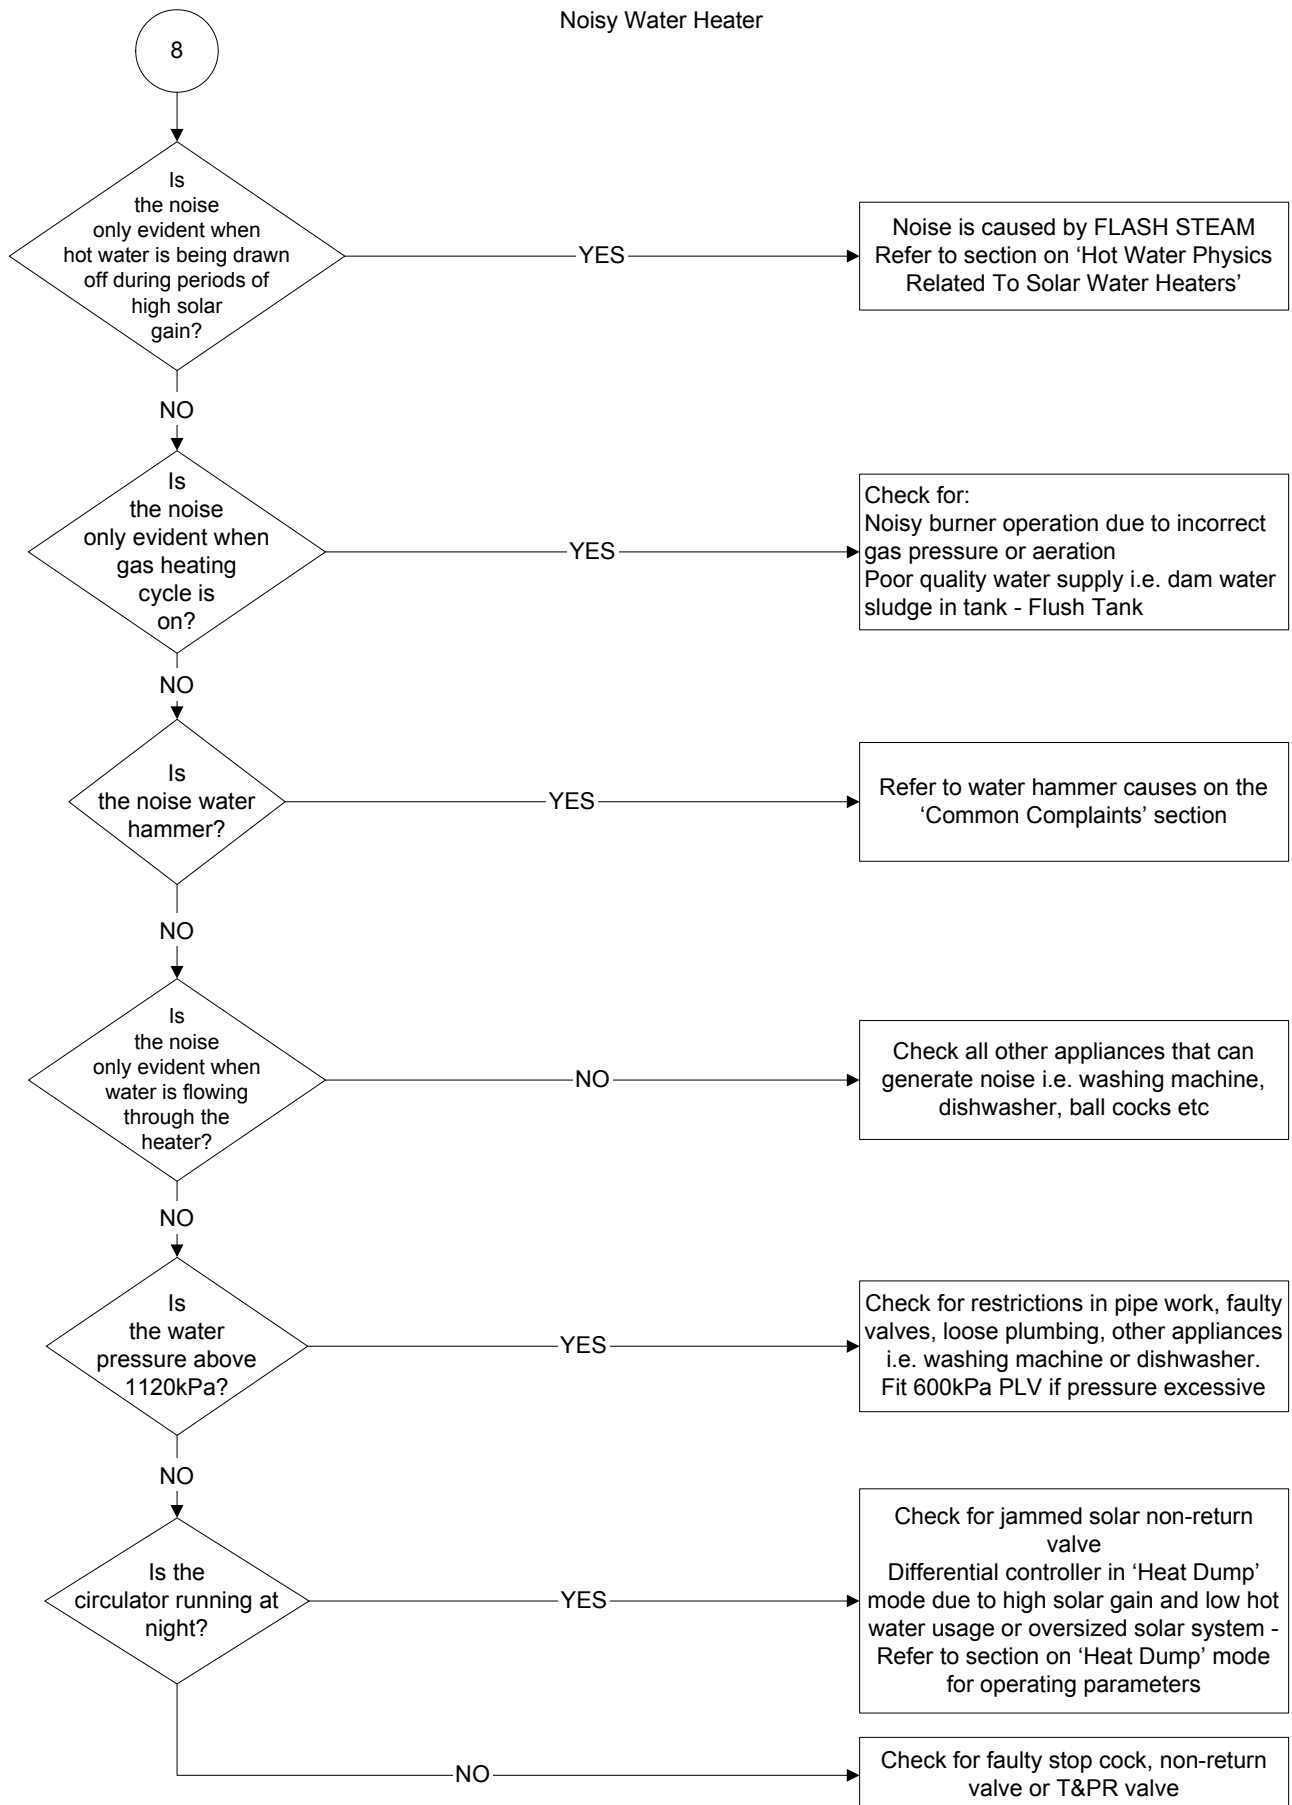 Noisy Water Heater
8
Is
the noise
only evident when
hot water is being drawn
off during periods of
high solar
gain?
YES
Noise is caused by FLASH STEAM
Refer to section on ‘Hot Water Physics
Related To Solar Water Heaters’
NO
Is
the noise
only evident when
gas heating
cycle is
on?
YES
Check for:
Noisy burner operation due to incorrect
gas pressure or aeration
Poor quality water supply i.e. dam water
sludge in tank - Flush Tank
NO
Is
the noise water
hammer?
YES
Refer to water hammer causes on the
‘Common Complaints’ section
NO
Is
the noise
only evident when
water is flowing
through the
heater?
NO
Check all other appliances that can
generate noise i.e. washing machine,
dishwasher, ball cocks etc
NO
Is
the water
pressure above
1120kPa?
YES
Check for restrictions in pipe work, faulty
valves, loose plumbing, other appliances
i.e. washing machine or dishwasher.
Fit 600kPa PLV if pressure excessive
NO
Is the
circulator running at
night?
YES
Check for jammed solar non-return
valve
Differential controller in ‘Heat Dump’
mode due to high solar gain and low hot
water usage or oversized solar system -
Refer to section on ‘Heat Dump’ mode
for operating parameters
NO
Check for faulty stop cock, non-return
valve or T&PR valve